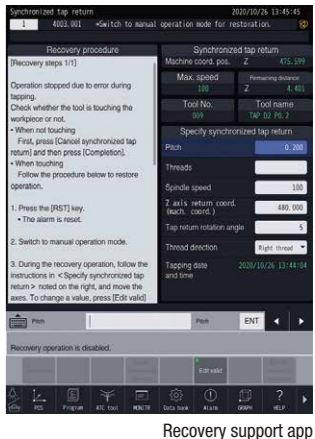 Synchronized tap return
2020/10/26 13:45:45
1
4003.001 *Switch to manual operation mode for restoration.
Recovery procedure
[Recovery steps 1/1]
Operation stopped due to error during
tapping.
Check whether the tool is touching the
workpiece or not.
• When not touching
First, press [Cancel synchronized tap
return] and then press [Completion].
• When touching
Follow the procedure below to restore
operation.
1. Press the [RST] key.
• The alarm is reset.
2. Switch to manual operation mode.
3. During the recovery operation, follow the
instructions in <Specify synchronized tap
return> noted on the right, and move the
axes. To change a value, press [Edit valid]
Synchronized tap return
Machine coord. pos. Z 475.599
Max. speed
100
Remaining distance
Z 4.401
Tool No.
009
Tool name
TAP D2 P0.2
Specify synchronized tap return
Pitch 0.200
Threads
Spindle speed 100
Z axis return coord.
(mach. coord.) 480.000
Tap return rotation angle 5
Thread direction Right thread
Tapping date
and time
2020/10/26 13:44:04
Pitch
Pitch
ENT
Recovery operation is disabled.
Edit valid
POS
Program
ATC tool
MONITR
Data bank
Alarm
GRAPH
HELP
Recovery support app